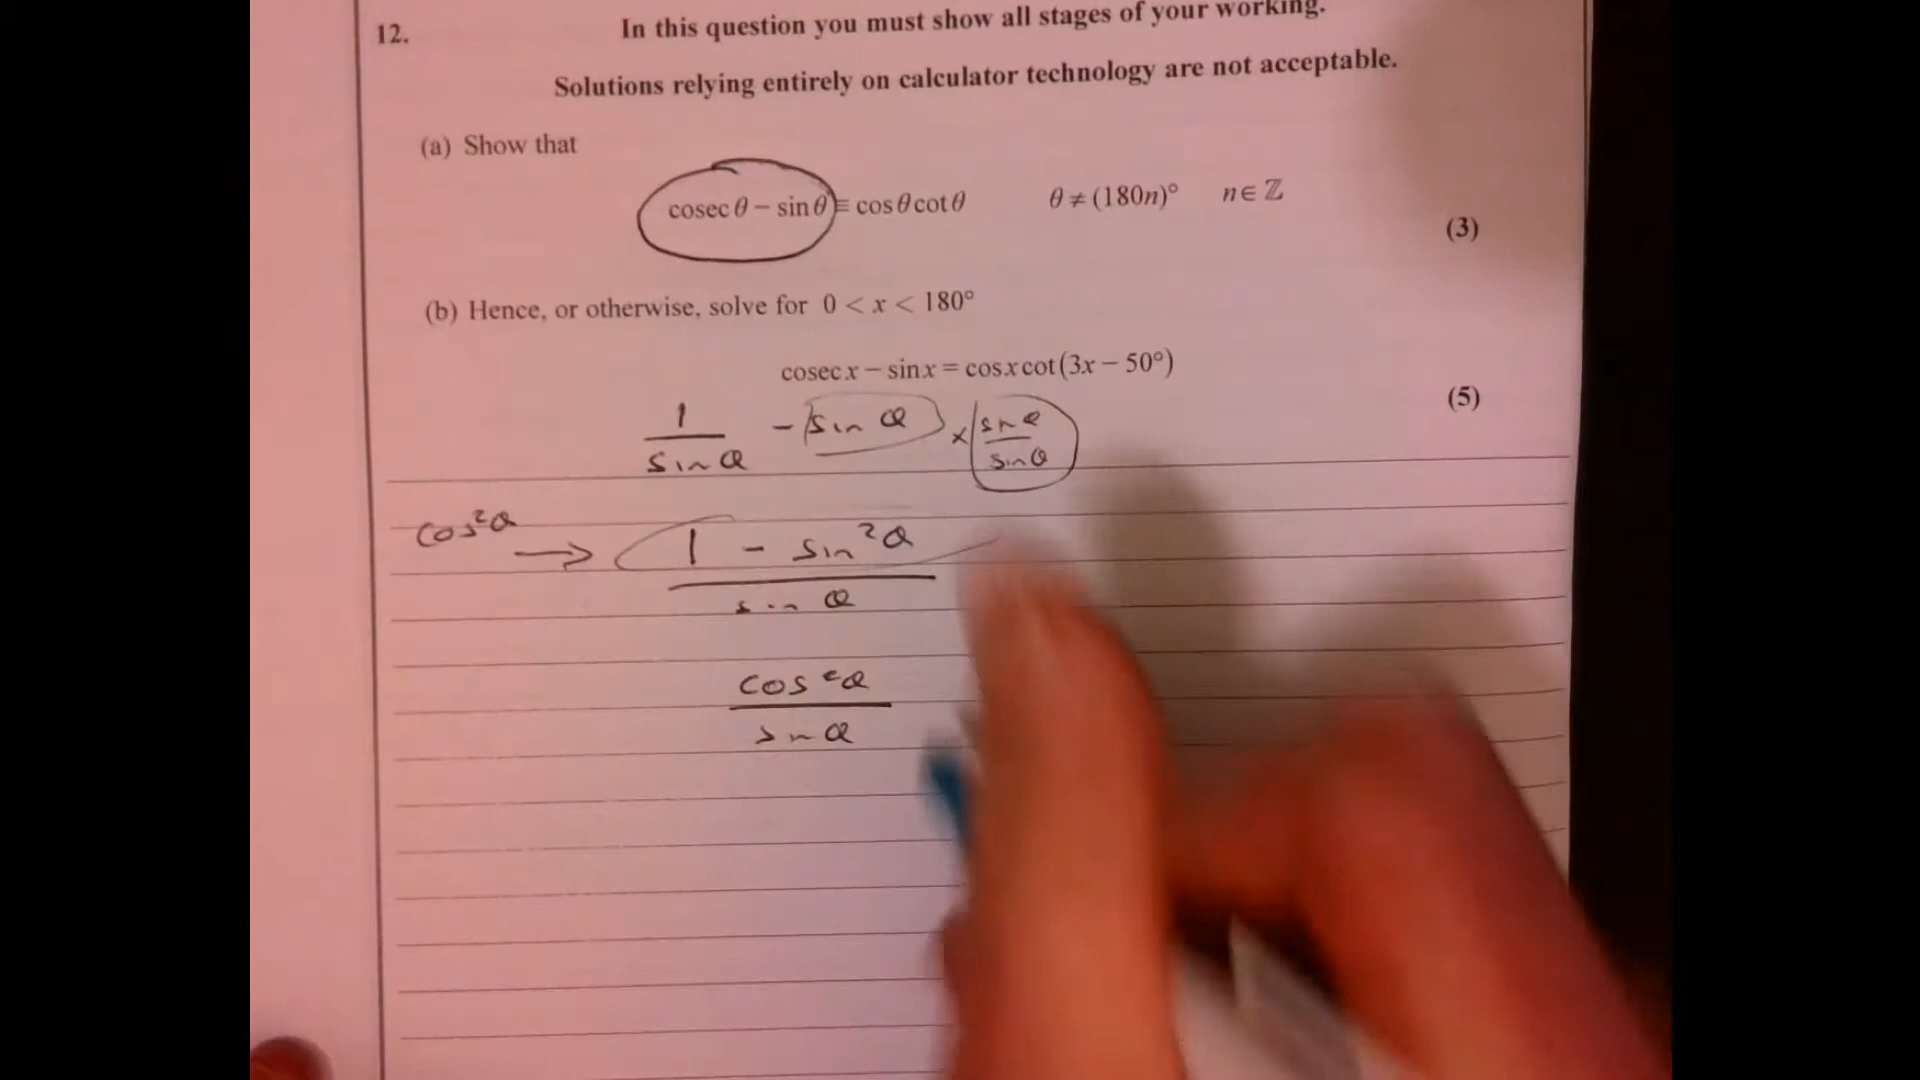 12. In this question you must show all stages of your working.
Solutions relying entirely on calculator technology are not acceptable.
(a) Show that
cosec θ − sin θ ≡ cos θ cot θ θ ≠ (180n)° n ∈ ℤ
(3)
(b) Hence, or otherwise, solve for 0 < x < 180°
cosec x − sin x = cos x cot (3x − 50°)
(5)
1/sin θ − sin θ × sin θ/sin θ
cos²θ → 1 − sin²θ
sin θ
cos²θ
sin θ